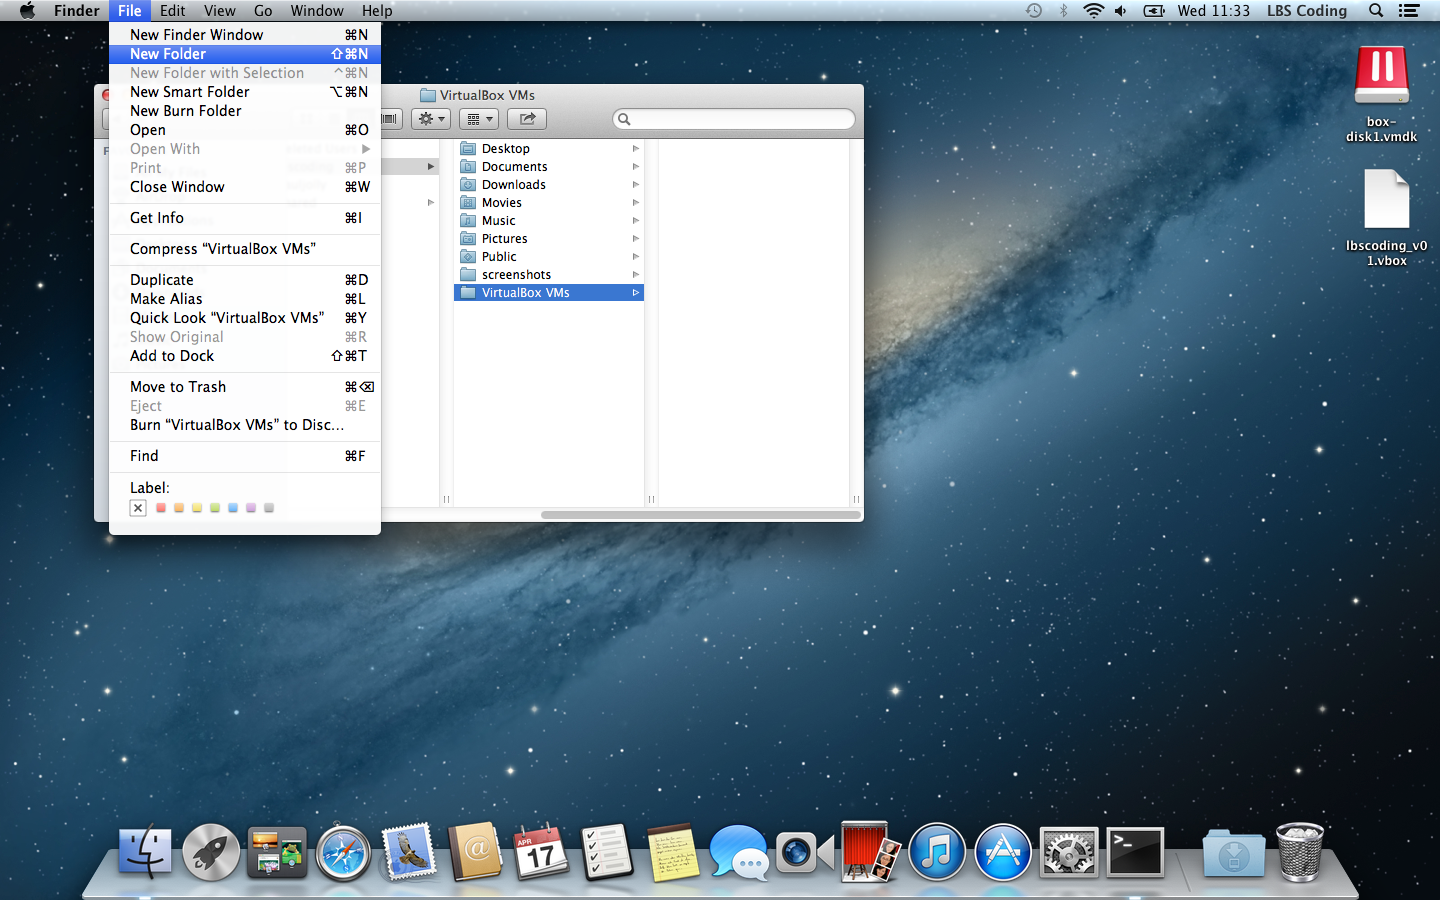 Finder File Edit View Go Window Help Wed 11:33 LBS Coding
New Finder Window ⌘N
New Folder ⇧⌘N
New Folder with Selection ^⌘N
New Smart Folder ⌥⌘N
New Burn Folder
Open ⌘O
Open With
Print ⌘P
Close Window ⌘W
Get Info ⌘I
Compress “VirtualBox VMs”
Duplicate ⌘D
Make Alias ⌘L
Quick Look “VirtualBox VMs” ⌘Y
Show Original ⌘R
Add to Dock ⇧⌘T
Move to Trash ⌘⌫
Eject ⌘E
Burn “VirtualBox VMs” to Disc...
Find ⌘F
Label:
VirtualBox VMs
Desktop
Documents
Downloads
Movies
Music
Pictures
Public
screenshots
VirtualBox VMs
box-
disk1.vmdk
lbscoding_v0
1.vbox
APR
17